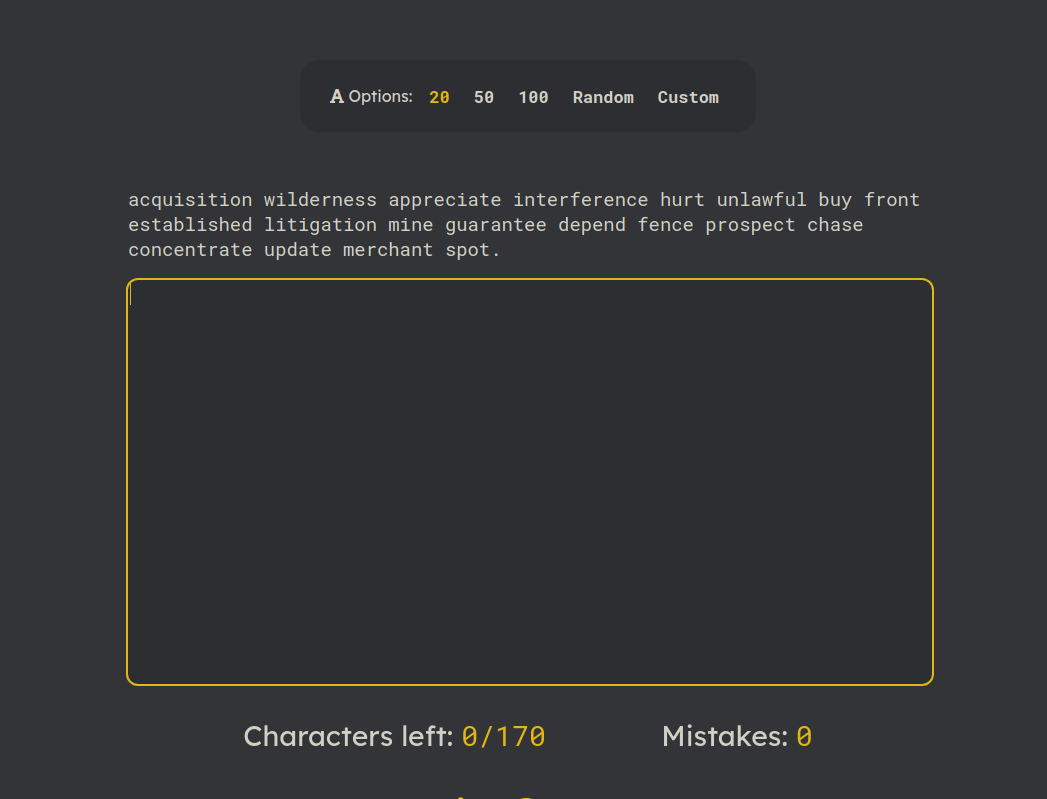 A Options: 20 50 100 Random Custom
acquisition wilderness appreciate interference hurt unlawful buy front
established litigation mine guarantee depend fence prospect chase
concentrate update merchant spot.
Characters left: 0/170 Mistakes: 0